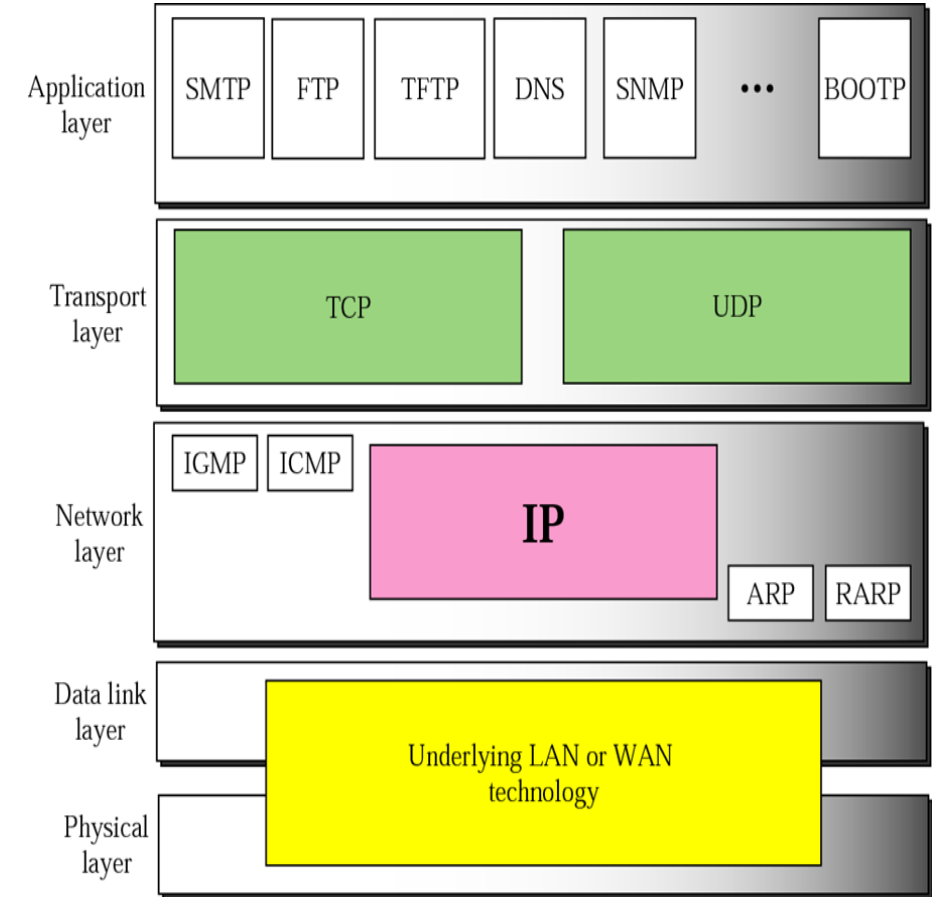 Application
layer
SMTP
FTP
TFTP
DNS
SNMP
•••
BOOTP
Transport
layer
TCP
UDP
Network
layer
IGMP
ICMP
IP
ARP
RARP
Data link
layer
Underlying LAN or WAN
technology
Physical
layer